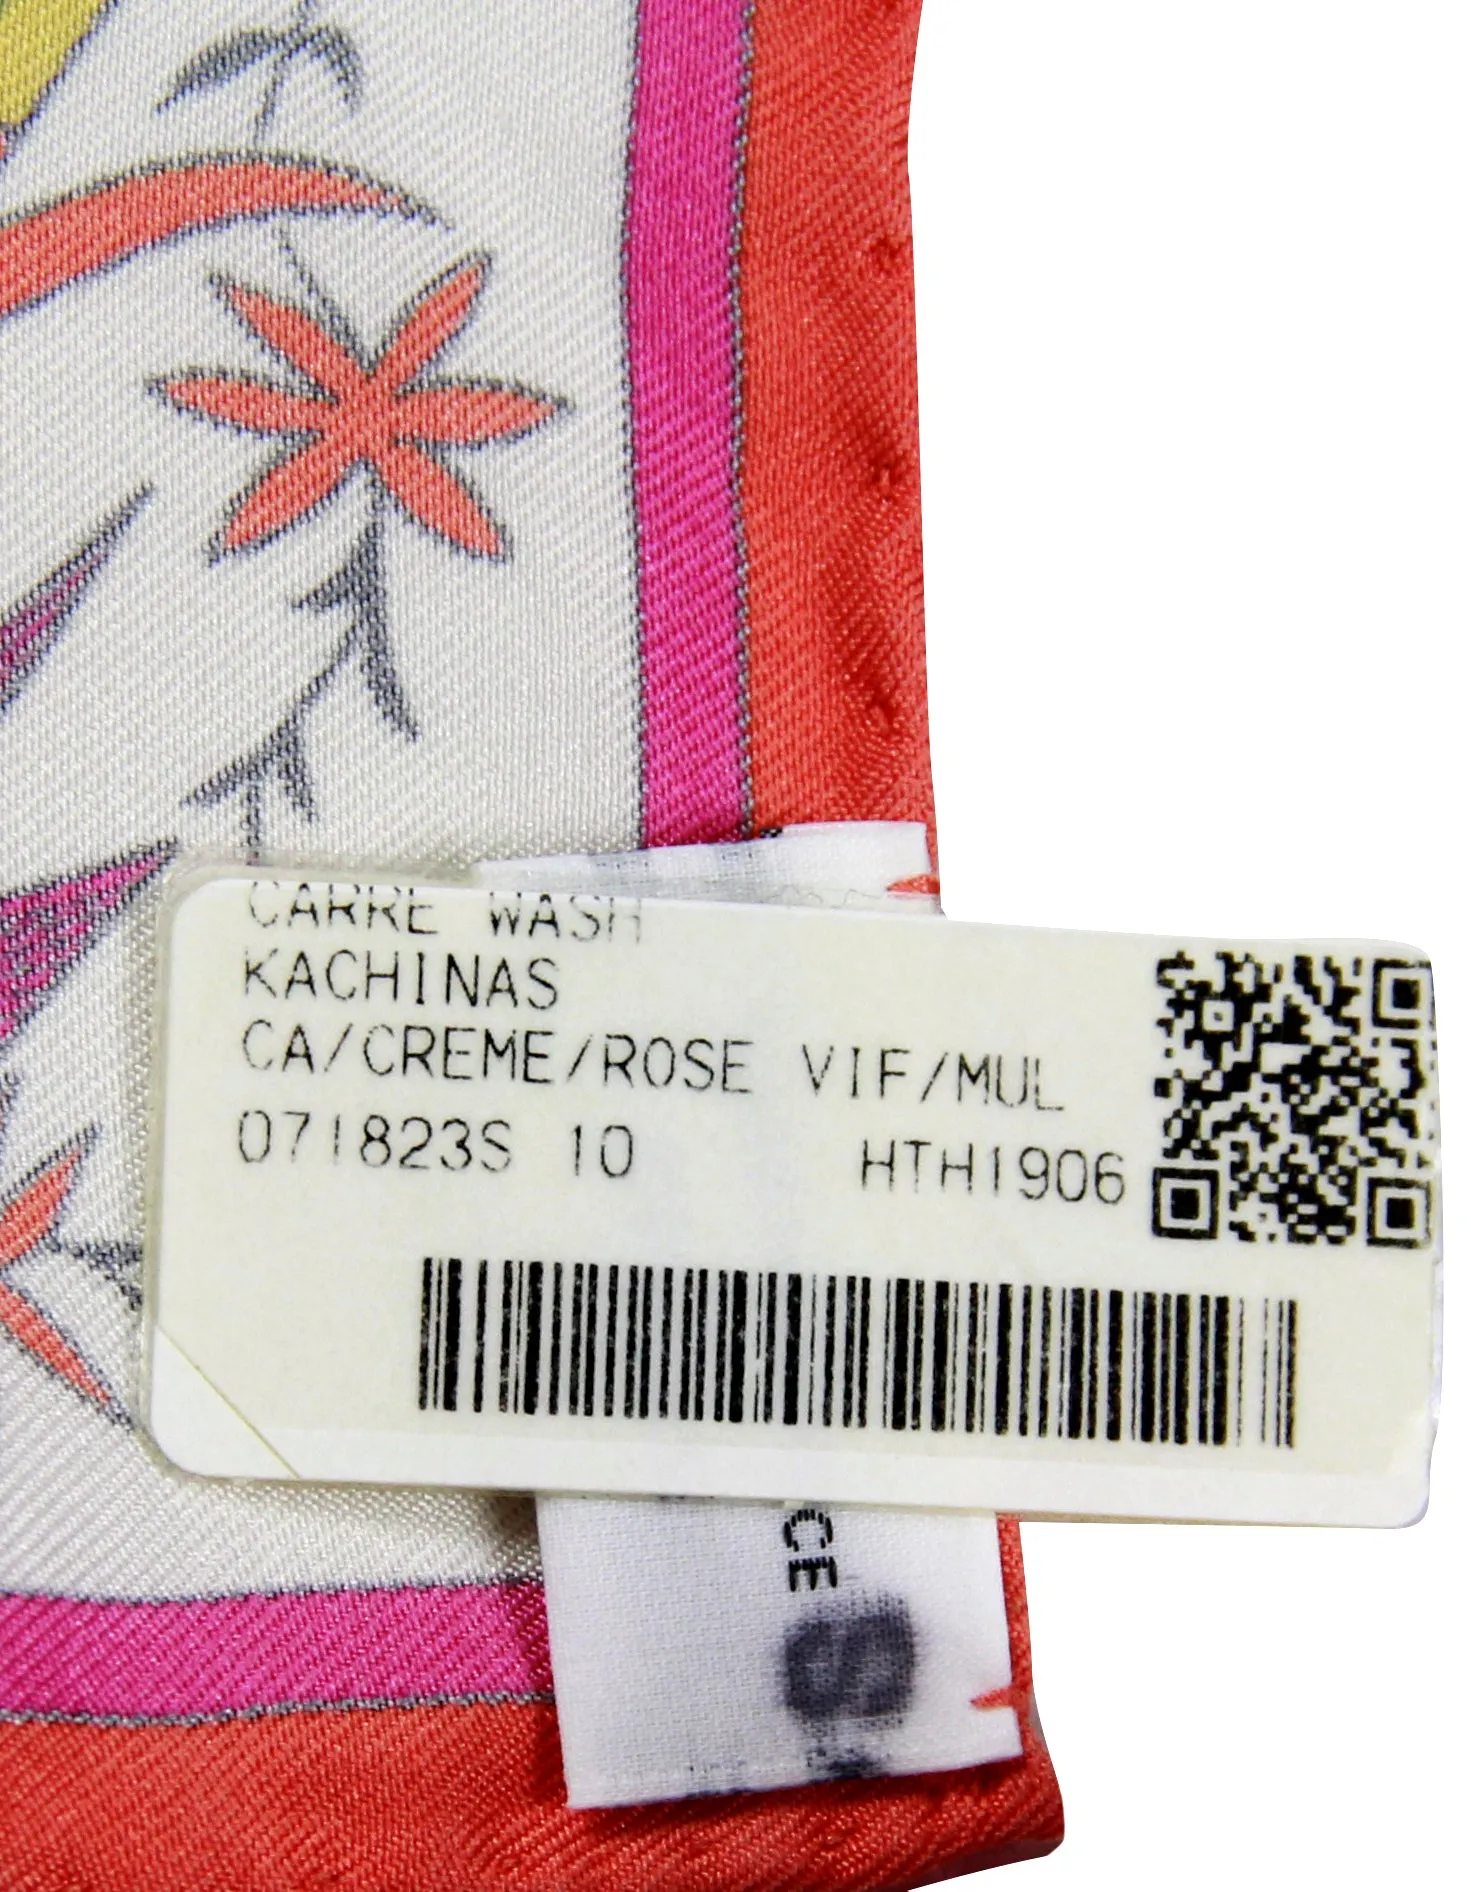 CARRE WASH
KACHINAS
CA/CREME/ROSE VIF/MUL
071823S 10 HTH1906
CE
S